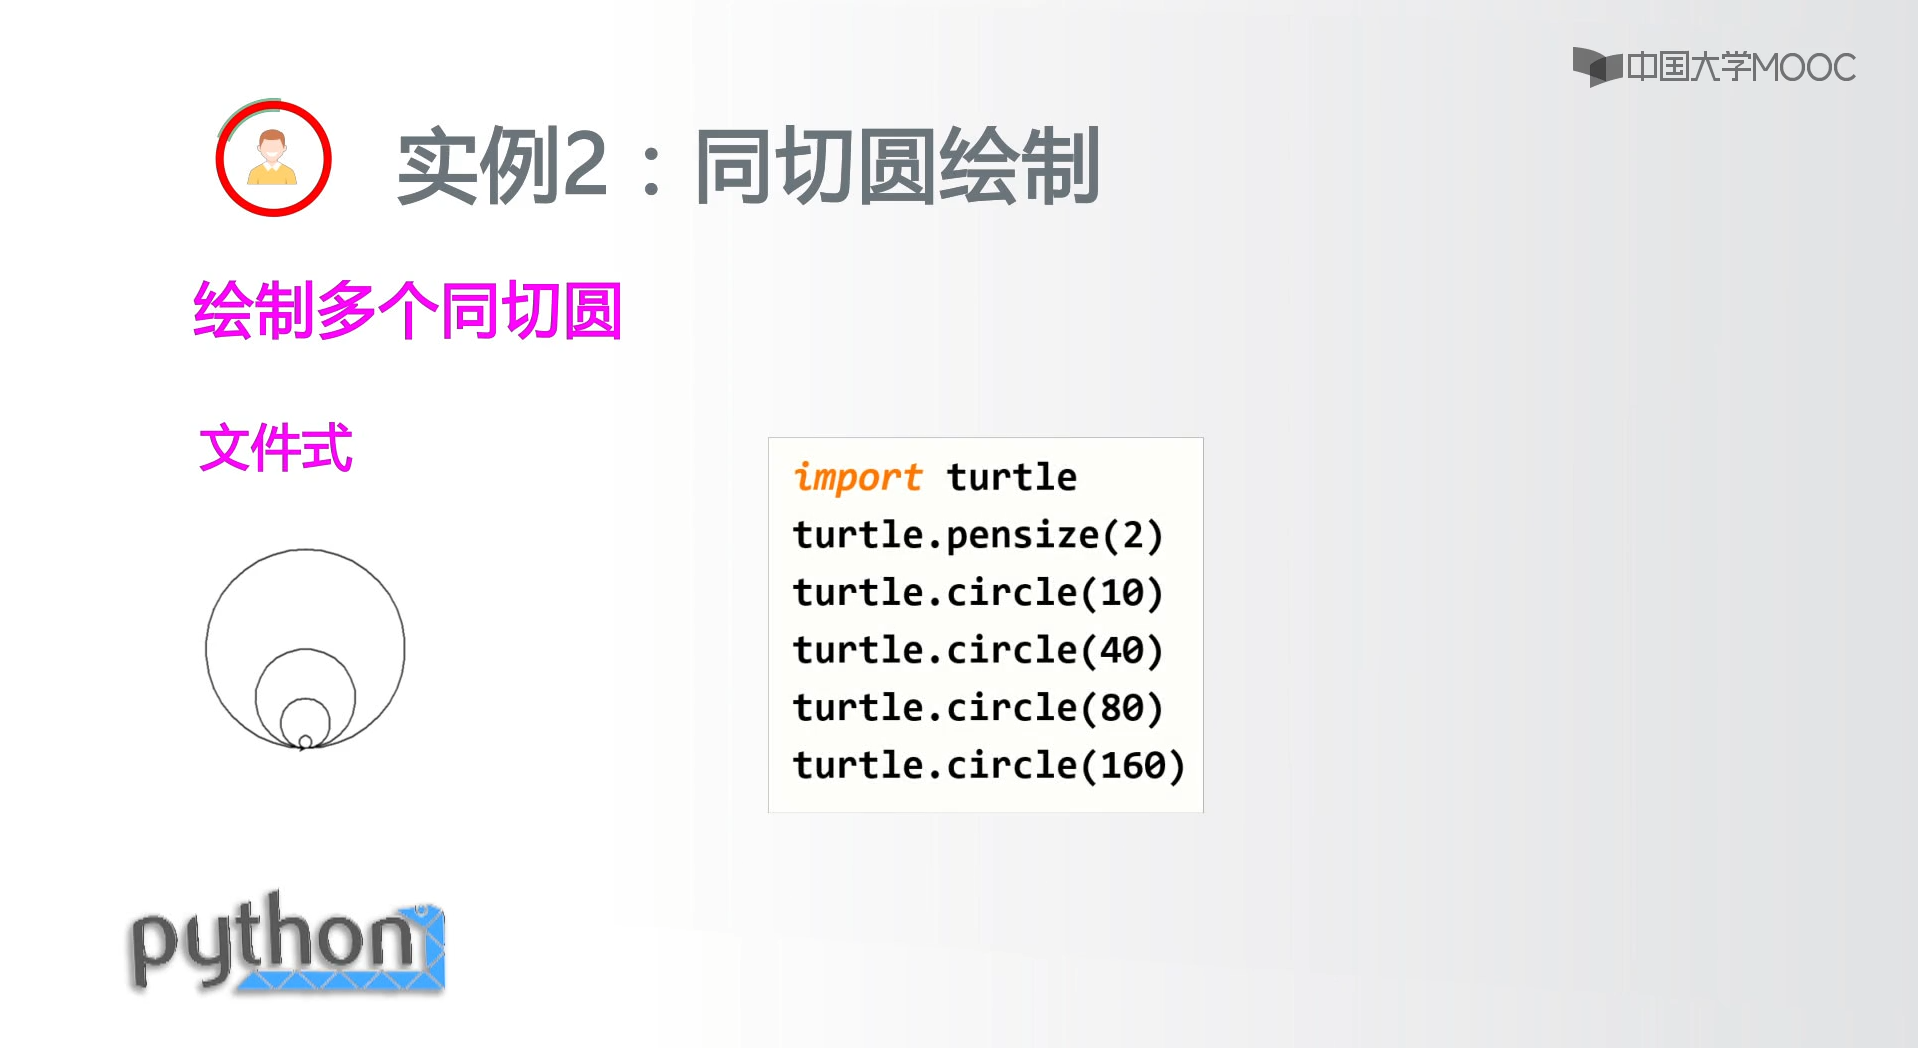 中国大学MOOC
实例2：同切圆绘制
绘制多个同切圆
文件式
import turtle
turtle.pensize(2)
turtle.circle(10)
turtle.circle(40)
turtle.circle(80)
turtle.circle(160)
python